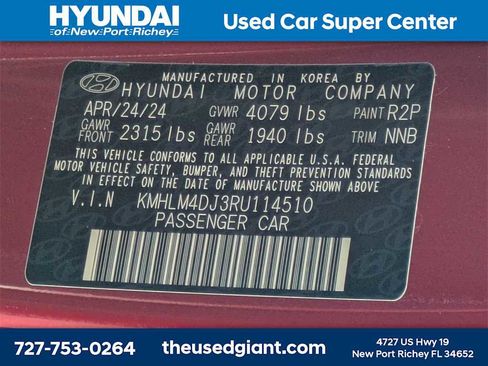 HYUNDAI
of New Port Richey
Used Car Super Center
MANUFACTURED IN KOREA BY
HYUNDAI MOTOR COMPANY
APR/24/24 GVWR 4079 lbs PAINT R2P
GAWR FRONT 2315 lbs GAWR REAR 1940 lbs TRIM NNB
THIS VEHICLE CONFORMS TO ALL APPLICABLE U.S.A. FEDERAL
MOTOR VEHICLE SAFETY, BUMPER, AND THEFT PREVENTION
STANDARDS IN EFFECT ON THE DATE OF MANUFACTURE
SHOWN ABOVE.
V.I.N KMHLM4DJ3RU114510
PASSENGER CAR
727-753-0264
theusedgiant.com
4727 US Hwy 19
New Port Richey FL 34652